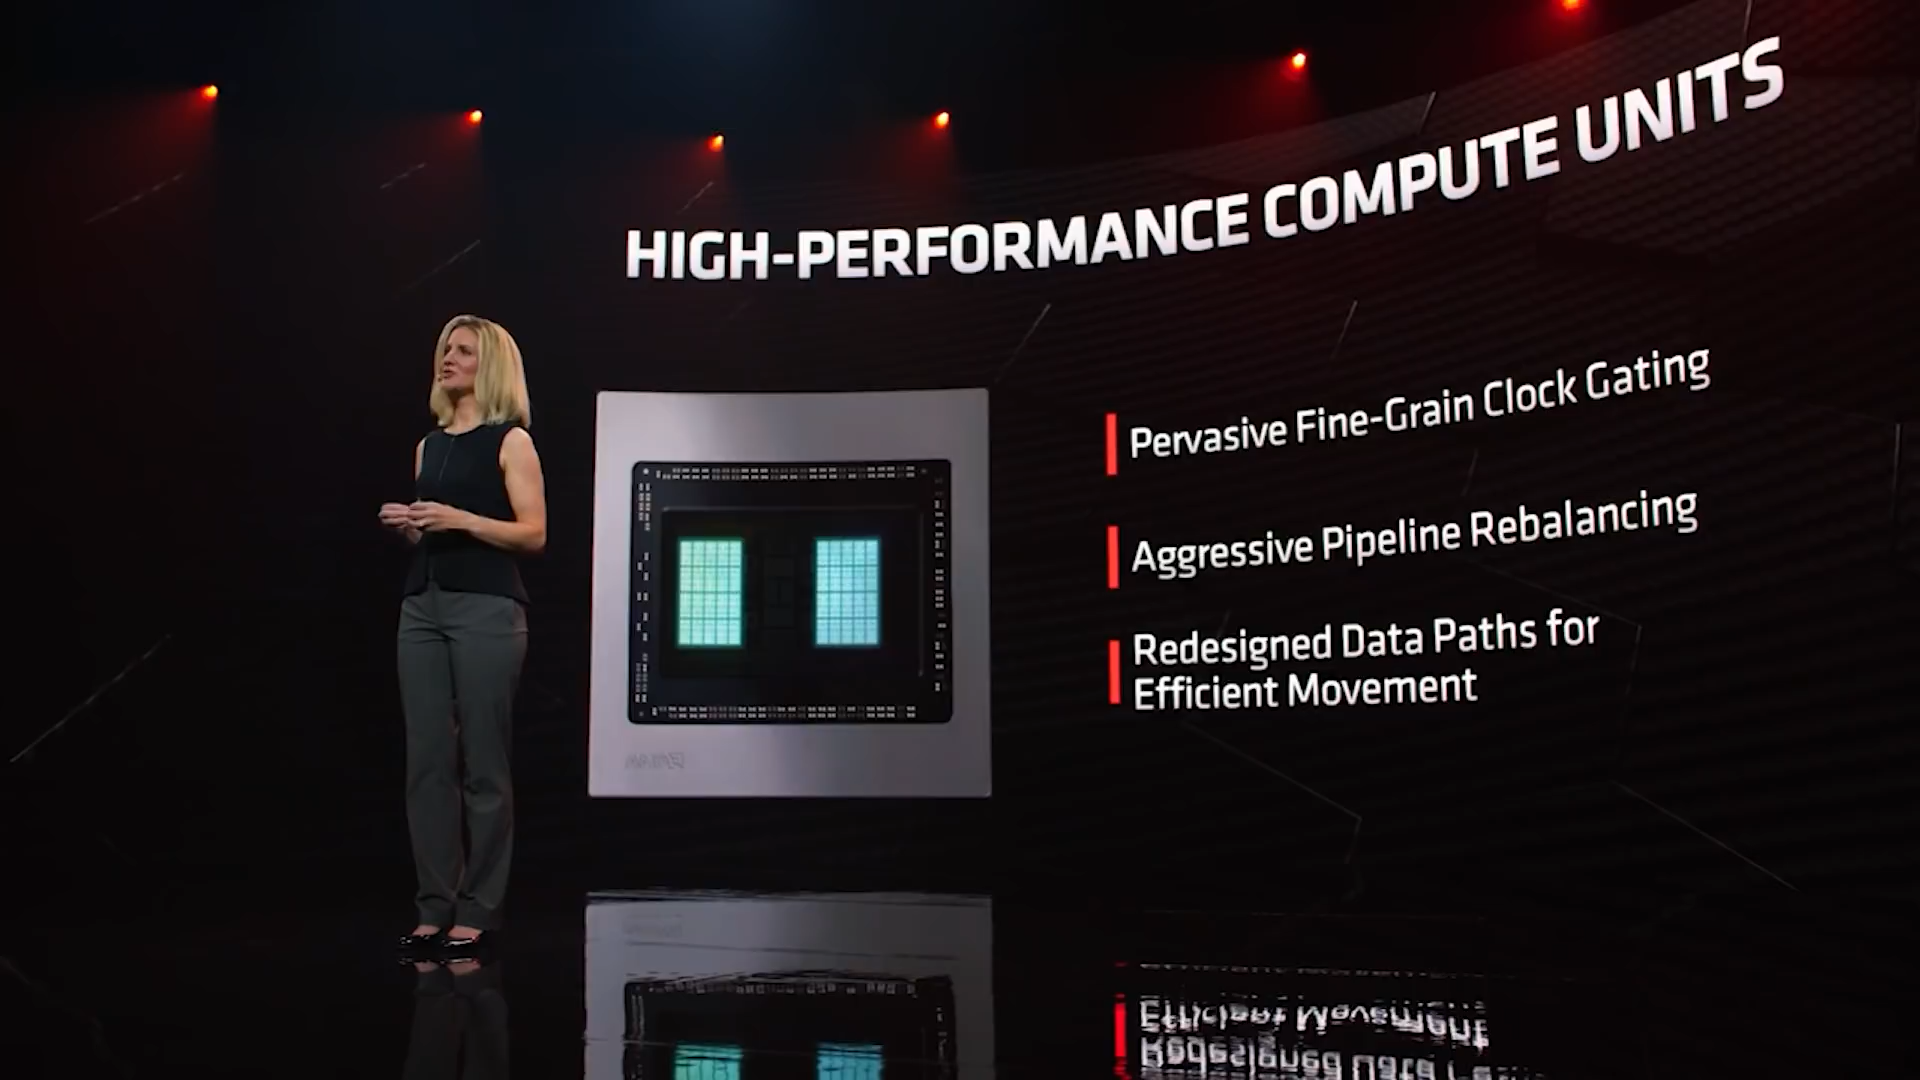 HIGH-PERFORMANCE COMPUTE UNITS
Pervasive Fine-Grain Clock Gating
Aggressive Pipeline Rebalancing
Redesigned Data Paths for
Efficient Movement